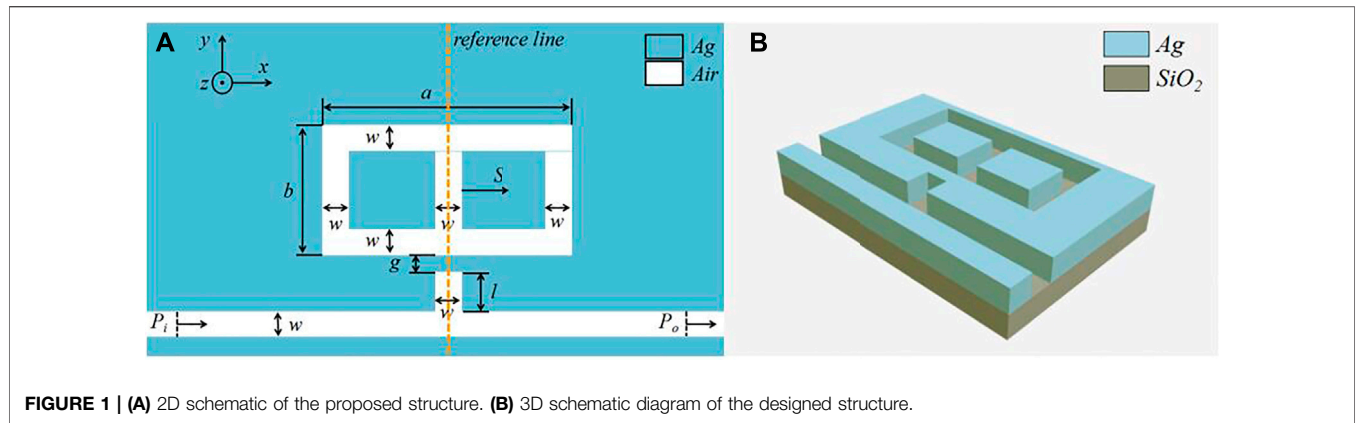 A
y
x
z
reference line
Ag
Air
a
w
b
S
w
w
w
w
g
l
w
P_i
w
P_o
B
Ag
SiO_2
FIGURE 1 | (A) 2D schematic of the proposed structure. (B) 3D schematic diagram of the designed structure.